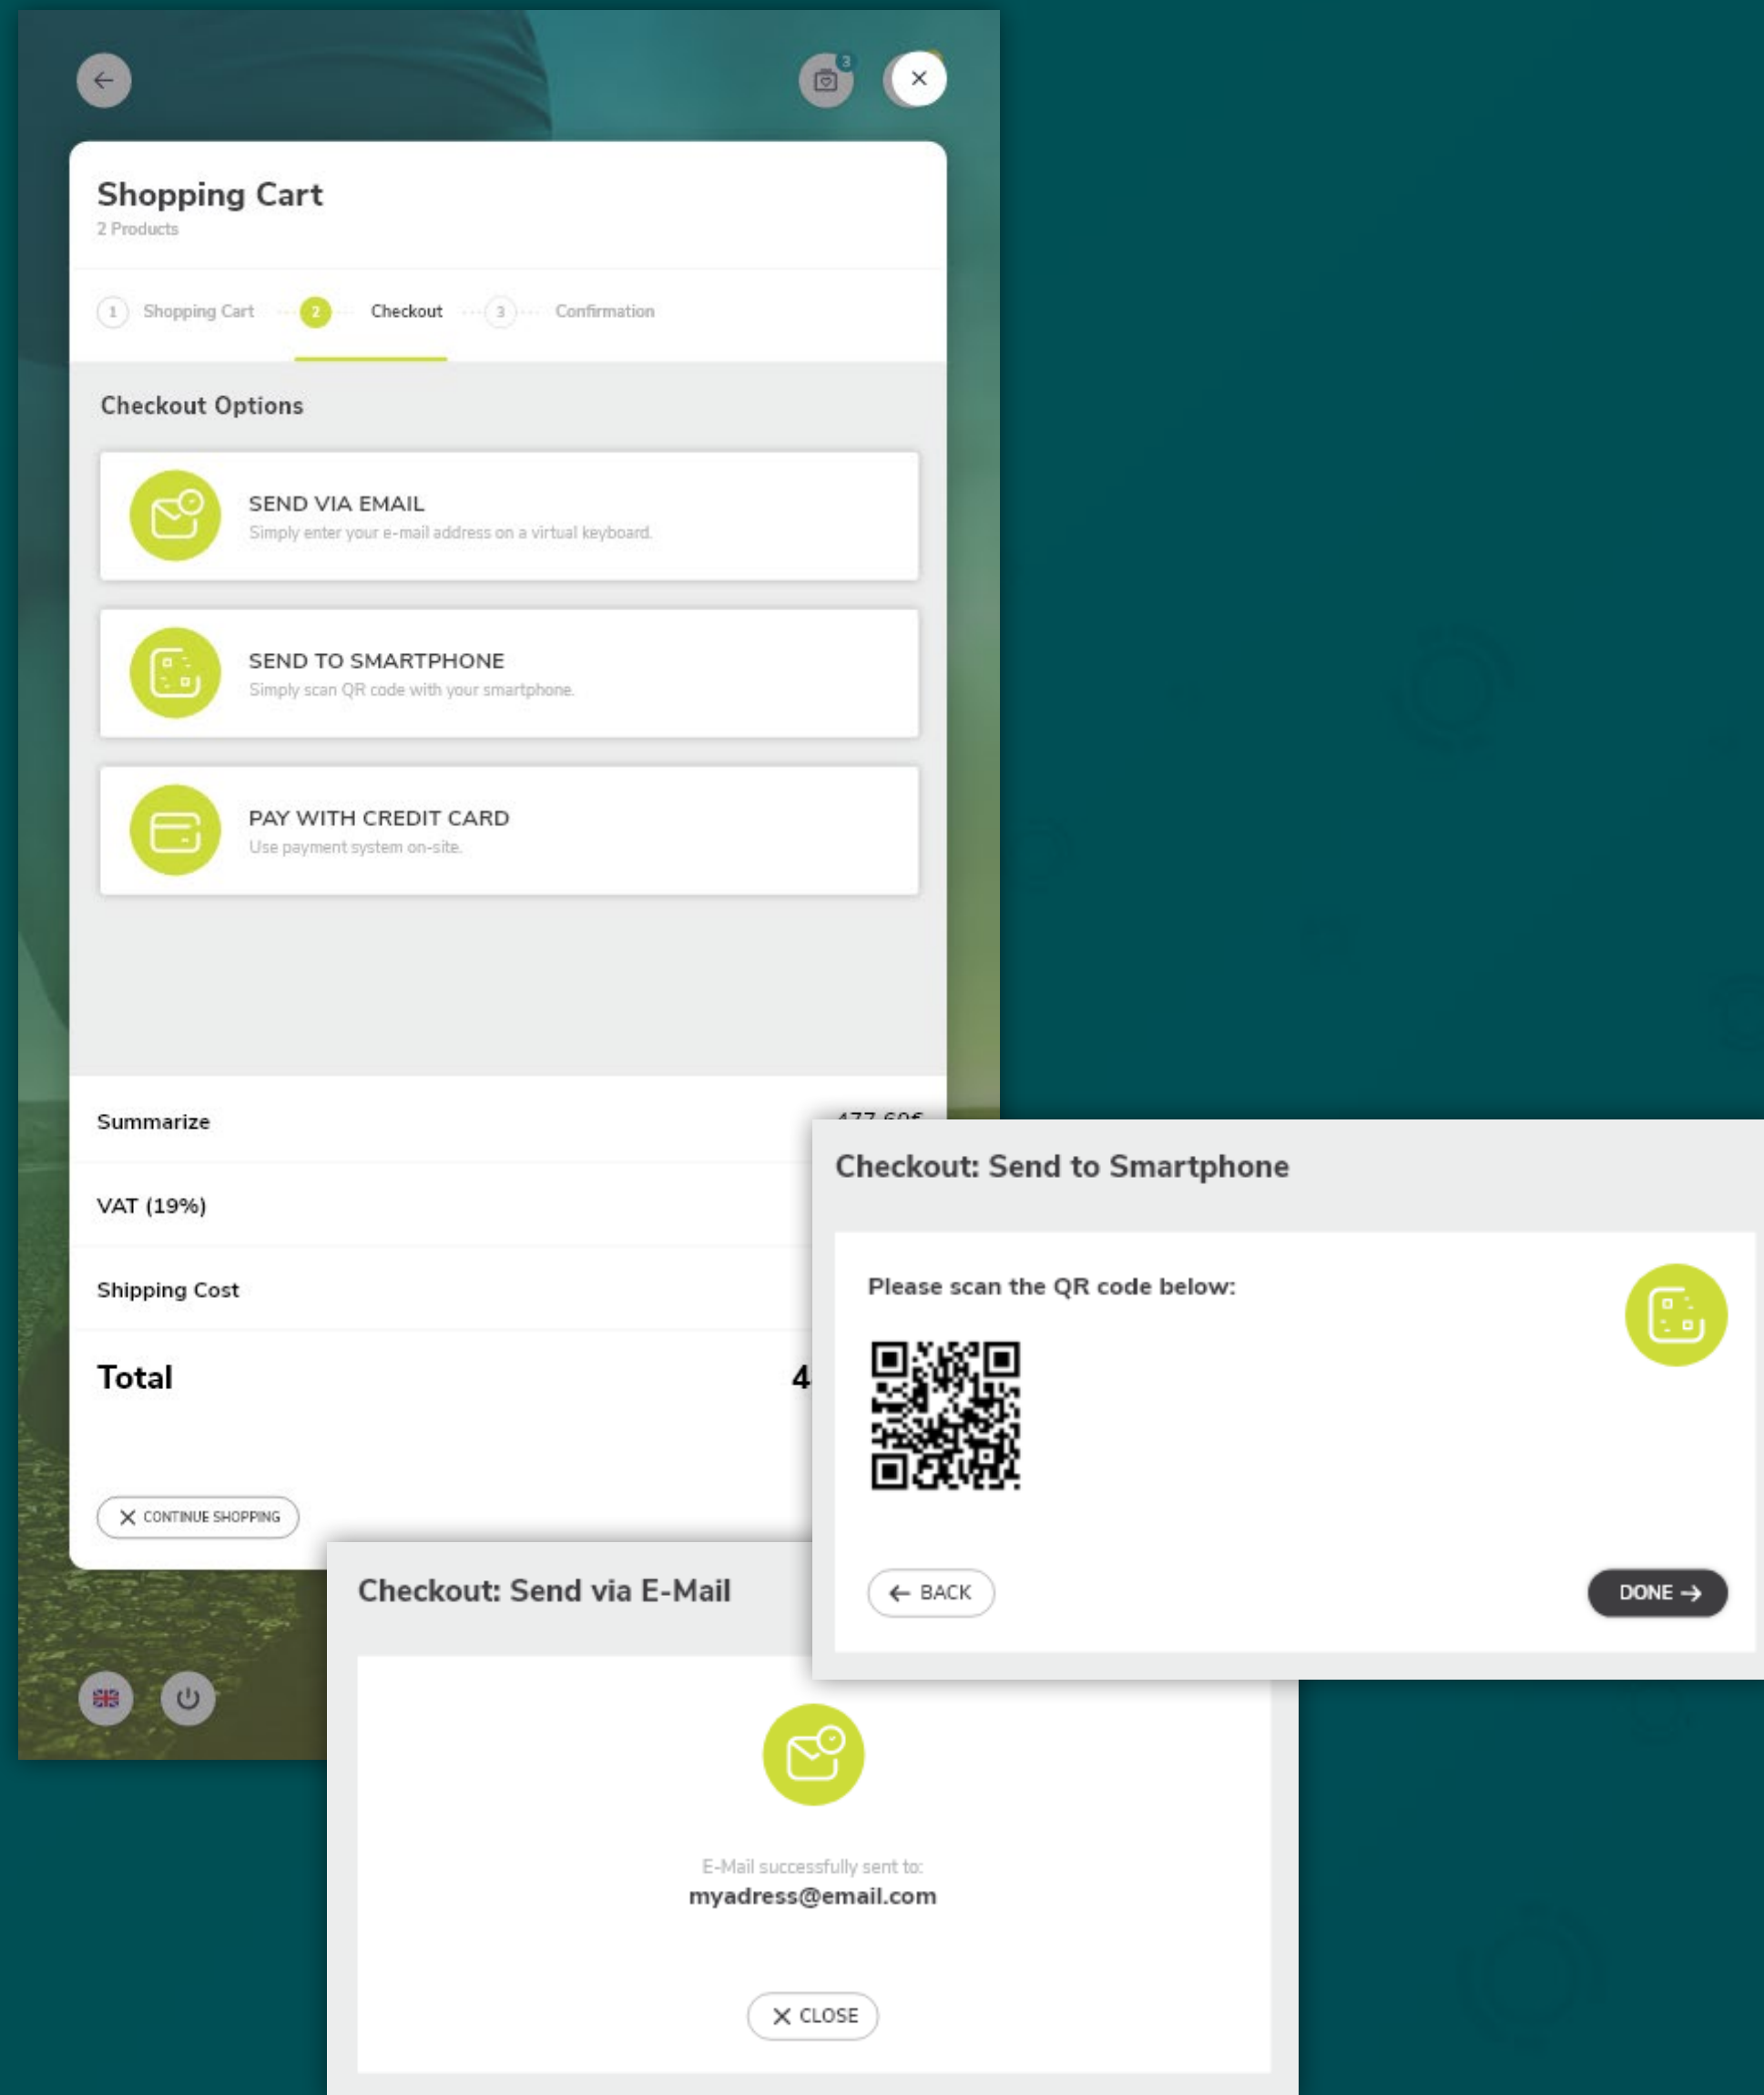 3
Shopping Cart
2 Products
1 Shopping Cart 2 Checkout 3 Confirmation
Checkout Options
SEND VIA EMAIL
Simply enter your e-mail address on a virtual keyboard.
SEND TO SMARTPHONE
Simply scan QR code with your smartphone.
PAY WITH CREDIT CARD
Use payment system on-site.
Summarize
VAT (19%)
Shipping Cost
Total 4
CONTINUE SHOPPING
Checkout: Send to Smartphone
Please scan the QR code below:
BACK
DONE
Checkout: Send via E-Mail
E-Mail successfully sent to:
myadress@email.com
CLOSE